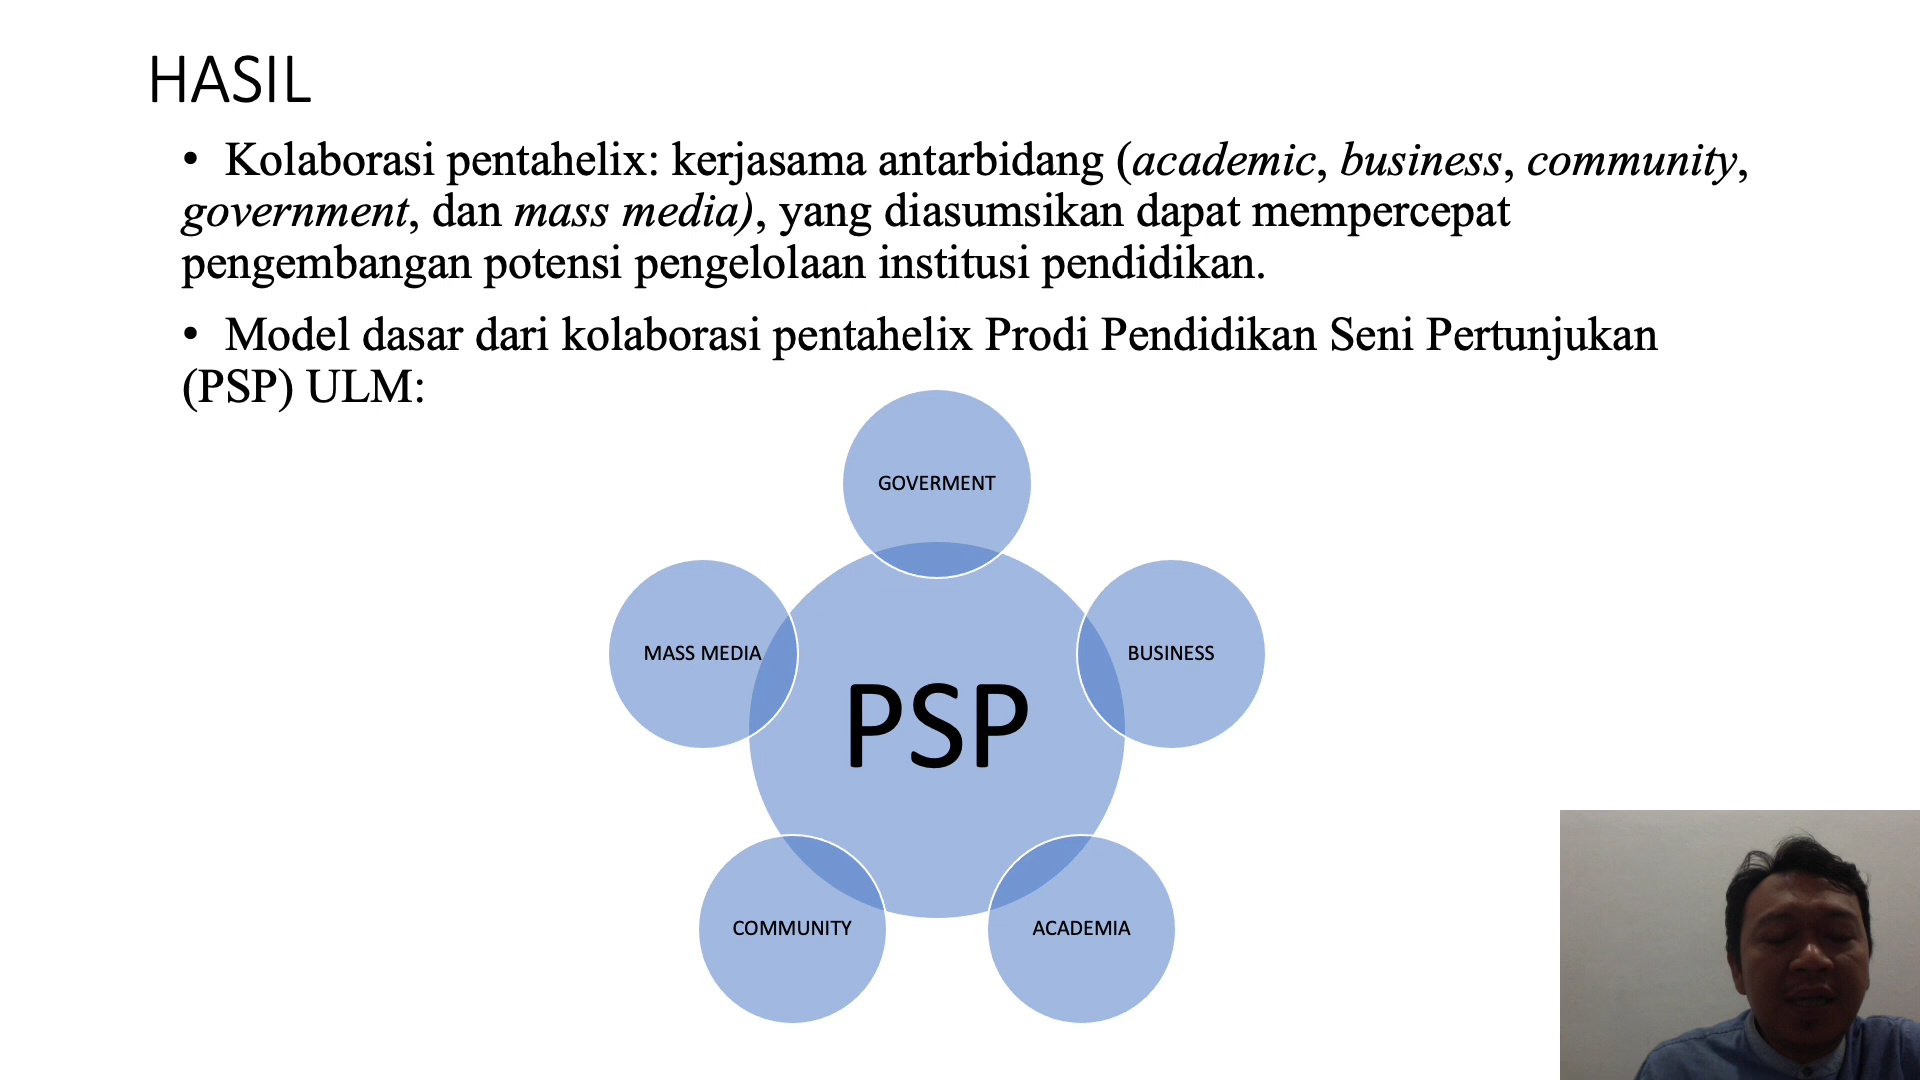 HASIL
• Kolaborasi pentahelix: kerjasama antarbidang (academic, business, community,
government, dan mass media), yang diasumsikan dapat mempercepat
pengembangan potensi pengelolaan institusi pendidikan.
• Model dasar dari kolaborasi pentahelix Prodi Pendidikan Seni Pertunjukan
(PSP) ULM:
GOVERMENT
MASS MEDIA
BUSINESS
PSP
COMMUNITY
ACADEMIA